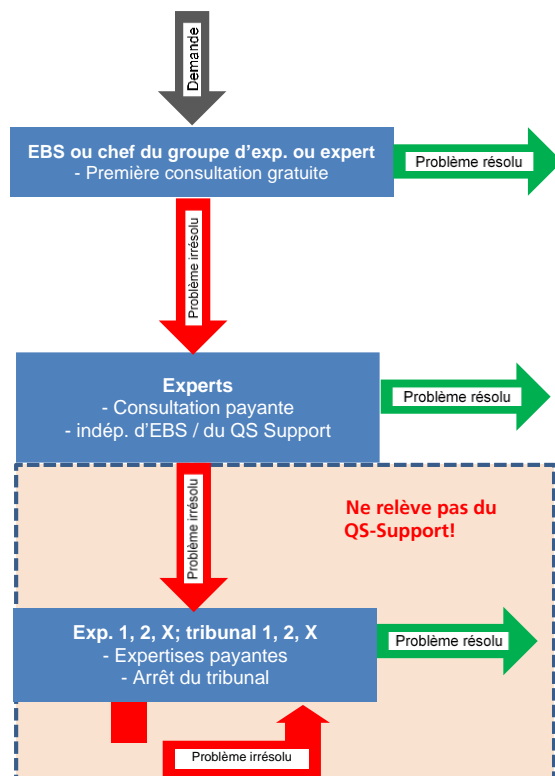 Demande
EBS ou chef du groupe d'exp. ou expert
- Première consultation gratuite
Problème résolu
Problème irrésolu
Experts
- Consultation payante
- indép. d'EBS / du QS Support
Problème résolu
Problème irrésolu
Ne relève pas du
QS-Support!
Exp. 1, 2, X; tribunal 1, 2, X
- Expertises payantes
- Arrêt du tribunal
Problème résolu
Problème irrésolu